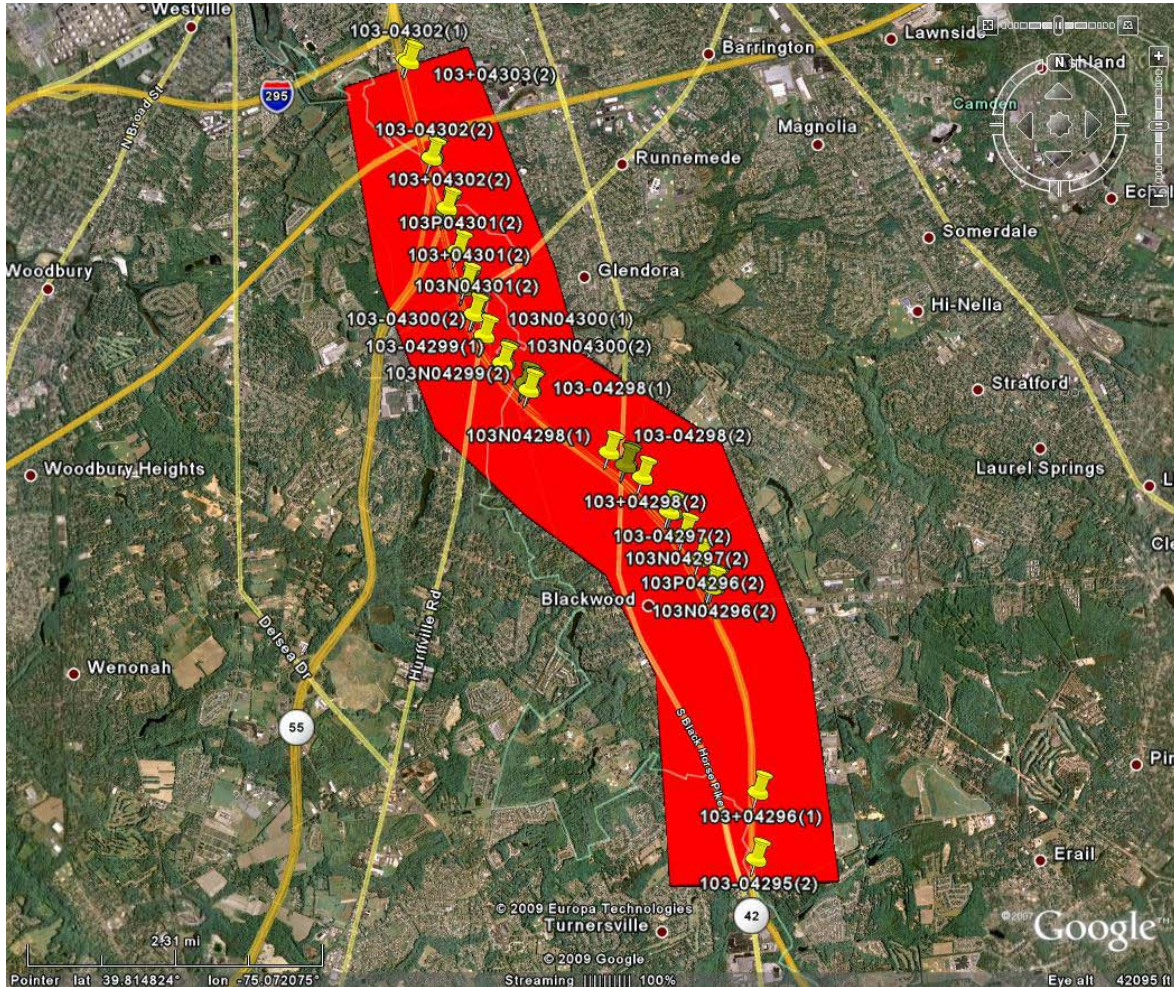 Westville
103-04302(1)
Lawnside
Barrington
N
Ashland
103+04303(2)
295
N Broad St
Camden
103-04302(2)
Magnolia
Runnemede
103+04302(2)
103P04301(2)
Somerdale
103+04301(2)
Woodbury
Glendora
103N04301(2)
Hi-Nella
103-04300(2)
103N04300(1)
103-04299(1)
103N04300(2)
103N04299(2)
103-04298(1)
Stratford
103N04298(1)
103-04298(2)
Woodbury Heights
Laurel Springs
103+04298(2)
103-04297(2)
103N04297(2)
103P04296(2)
Blackwood
103N04296(2)
Hurffville Rd
Delsea Dr
Wenonah
55
S Black Horse Pike
103+04296(1)
Erail
103-04295(2)
© 2009 Europa Technologies
42
Turnersville
©2007 Google
2.31 mi
© 2009 Google
Pointer lat 39.814824° lon -75.072075° Streaming 100% Eye alt 42095 ft